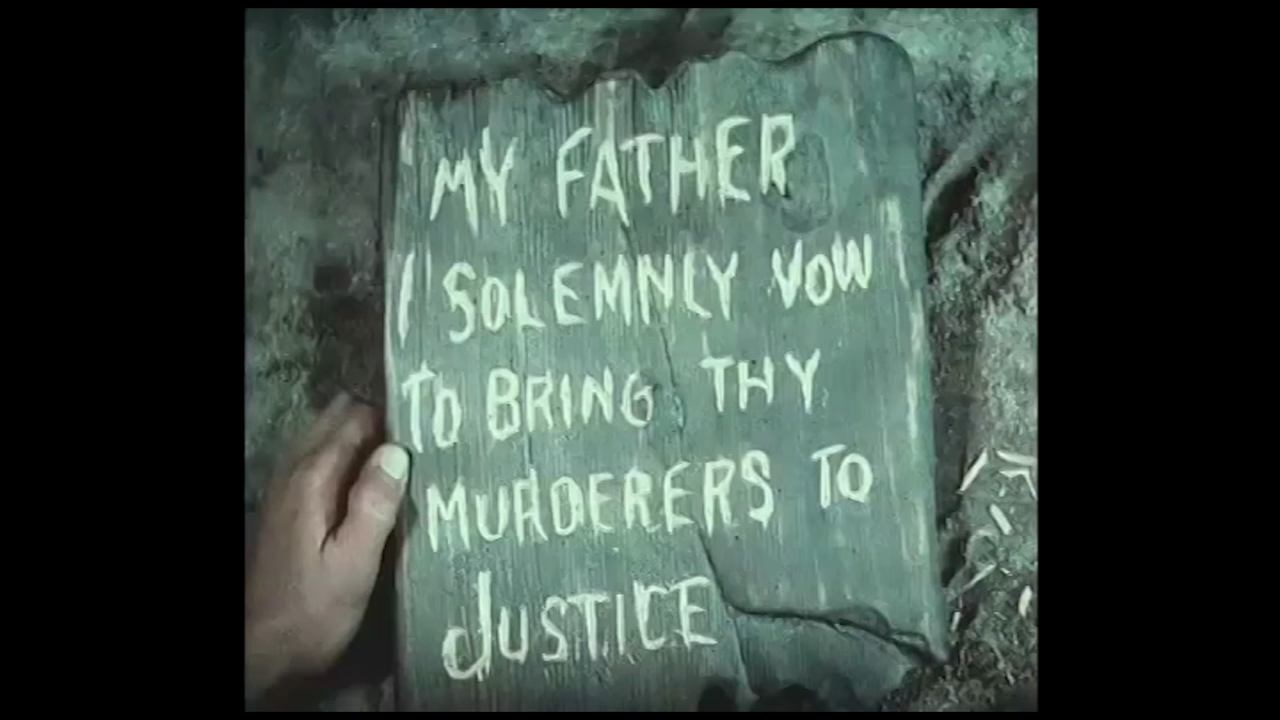 MY FATHER
I SOLEMNLY VOW
TO BRING THY
MURDERERS TO
JUSTICE